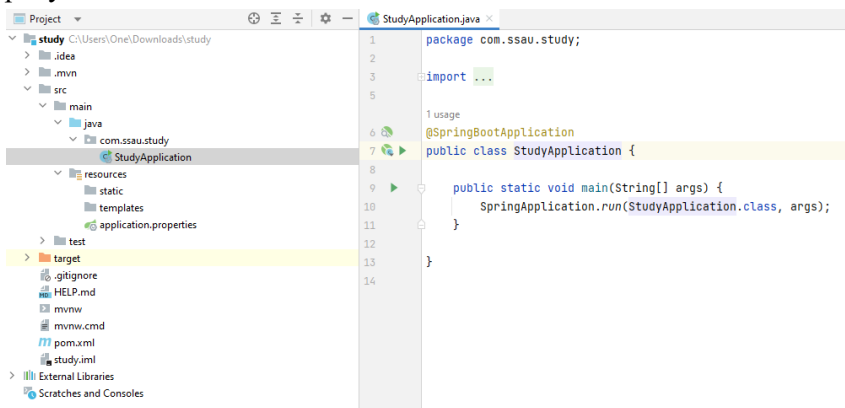 Project
study C:\Users\One\Downloads\study
.idea
.mvn
src
main
java
com.ssau.study
StudyApplication
resources
static
templates
application.properties
test
target
.gitignore
HELP.md
mvnw
mvnw.cmd
pom.xml
study.iml
External Libraries
Scratches and Consoles
StudyApplication.java
1 package com.ssau.study;
2
3 import ...
5
1 usage
6 @SpringBootApplication
7 public class StudyApplication {
8
9 public static void main(String[] args) {
10 SpringApplication.run(StudyApplication.class, args);
11 }
12
13 }
14